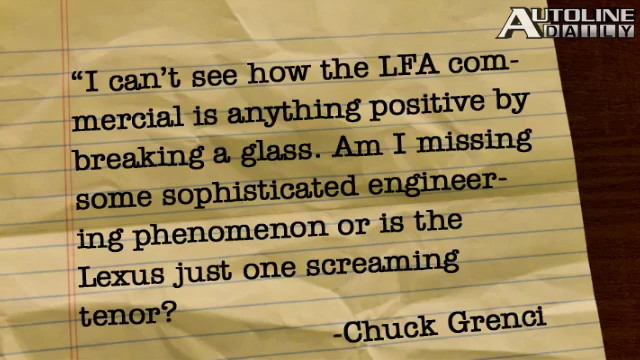 AUTOLINE
DAILY
“I can’t see how the LFA com-
mercial is anything positive by
breaking a glass. Am I missing
some sophisticated engineer-
ing phenomenon or is the
Lexus just one screaming
tenor?
-Chuck Grenci